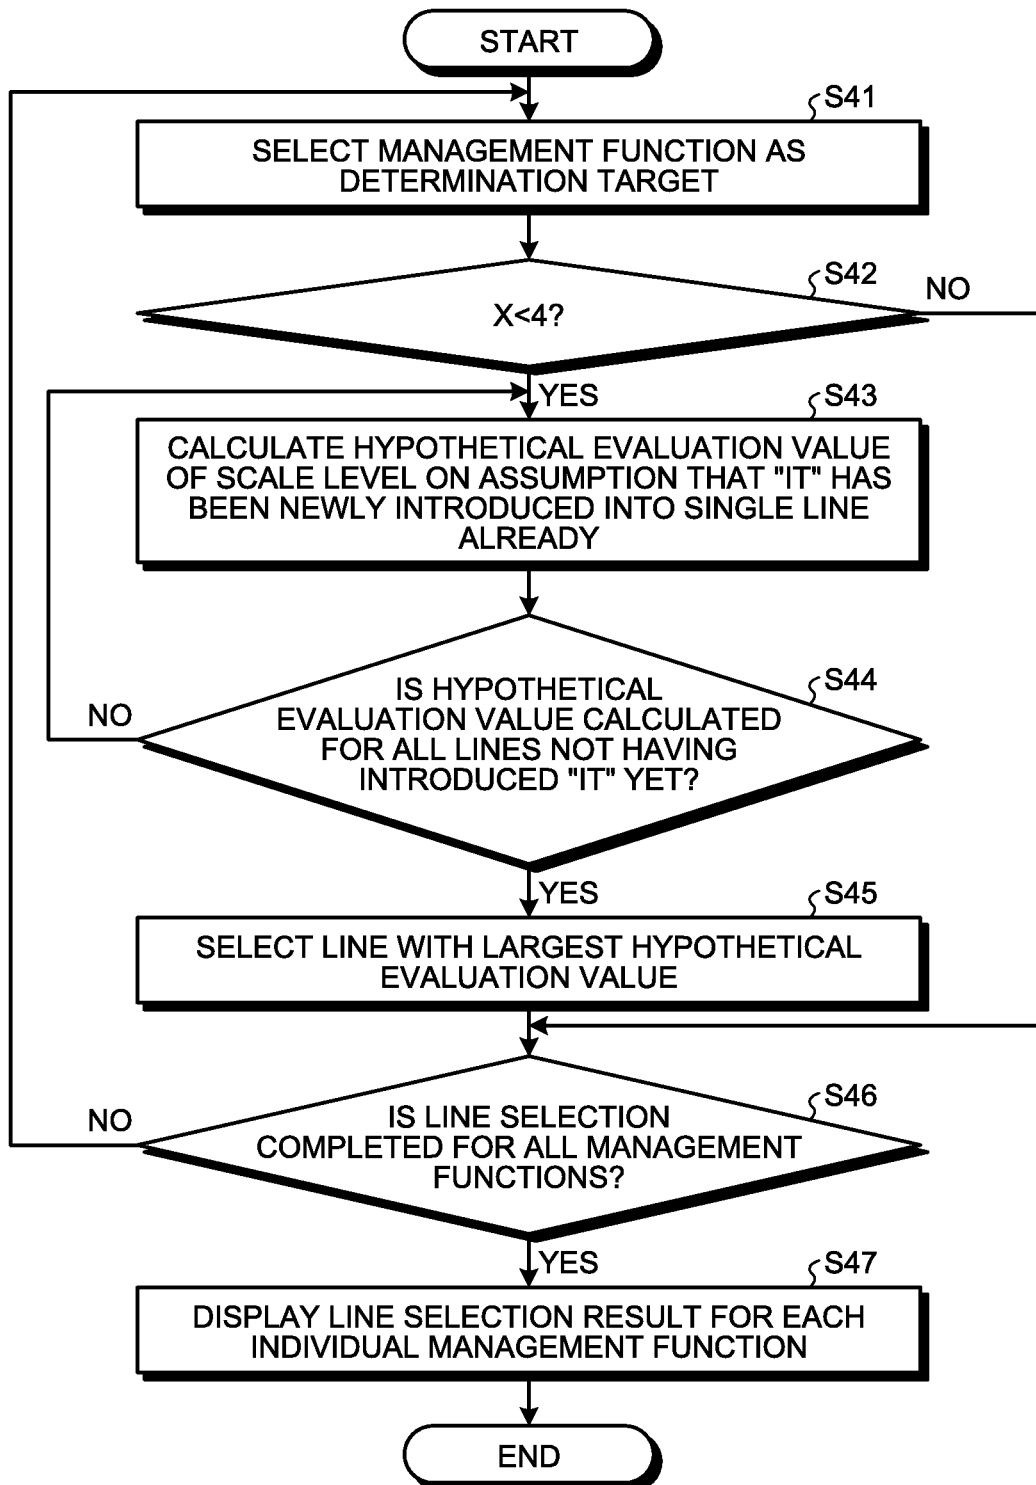 START
S41
SELECT MANAGEMENT FUNCTION AS
DETERMINATION TARGET
S42
NO
X<4?
YES
S43
CALCULATE HYPOTHETICAL EVALUATION VALUE
OF SCALE LEVEL ON ASSUMPTION THAT "IT" HAS
BEEN NEWLY INTRODUCED INTO SINGLE LINE
ALREADY
S44
NO
IS HYPOTHETICAL
EVALUATION VALUE CALCULATED
FOR ALL LINES NOT HAVING
INTRODUCED "IT" YET?
YES
S45
SELECT LINE WITH LARGEST HYPOTHETICAL
EVALUATION VALUE
S46
NO
IS LINE SELECTION
COMPLETED FOR ALL MANAGEMENT
FUNCTIONS?
YES
S47
DISPLAY LINE SELECTION RESULT FOR EACH
INDIVIDUAL MANAGEMENT FUNCTION
END